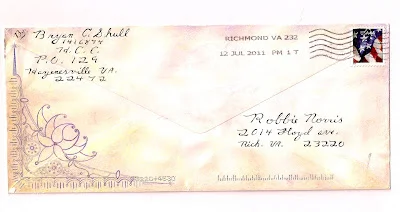 Bryan C. Shull
1416874
H.C.C.
P.O. 129
Haynesville VA.
22472
RICHMOND VA 232
12 JUL 2011 PM 1 T
Robbie Norris
2014 Floyd ave.
Rich. VA. 23220